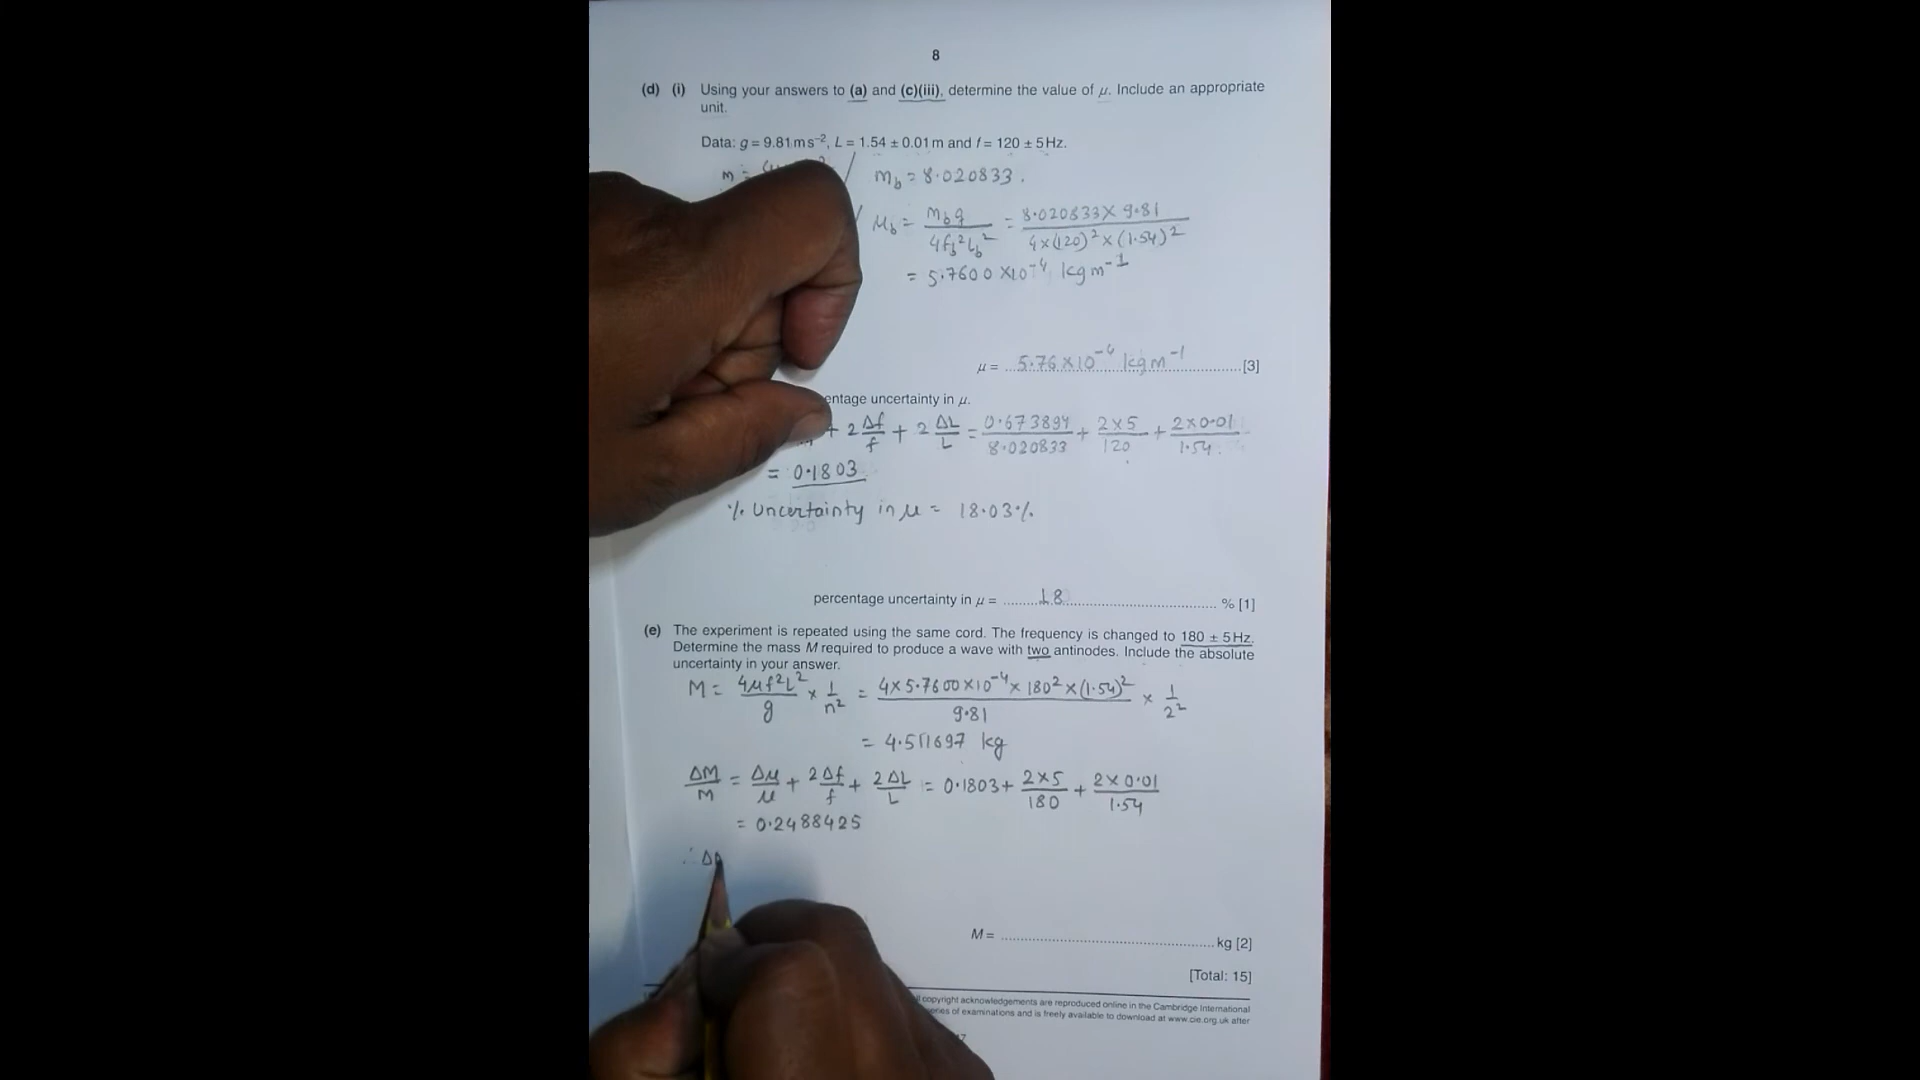 8
(d) (i) Using your answers to (a) and (c)(iii), determine the value of μ. Include an appropriate
unit.
Data: g = 9.81 m s⁻², L = 1.54 ± 0.01 m and f = 120 ± 5 Hz.
m =
m_b = 8.020833.
μ_b = m_b g / 4f_b²L_b² = 8.020833 × 9.81 / 4×(120)²×(1.54)²
= 5.7600 ×10⁻⁴ kg m⁻¹
μ = 5.76 × 10⁻⁴ kg m⁻¹ [3]
entage uncertainty in μ.
+ 2 Δf/f + 2 ΔL/L = 0.673894/8.020833 + 2×5/120 + 2×0.01/1.54.
= 0.1803
% Uncertainty in μ = 18.03%.
percentage uncertainty in μ = 18 % [1]
(e) The experiment is repeated using the same cord. The frequency is changed to 180 ± 5 Hz.
Determine the mass M required to produce a wave with two antinodes. Include the absolute
uncertainty in your answer.
M = 4μf²L²/g × 1/n² = 4×5.7600×10⁻⁴×180²×(1.54)²/9.81 × 1/2²
= 4.511697 kg
ΔM/M = Δμ/μ + 2Δf/f + 2ΔL/L = 0.1803 + 2×5/180 + 2×0.01/1.54
= 0.2488425
∴ Δ
M = kg [2]
[Total: 15]
copyright acknowledgements are reproduced online in the Cambridge International
series of examinations and is freely available to download at www.cie.org.uk after